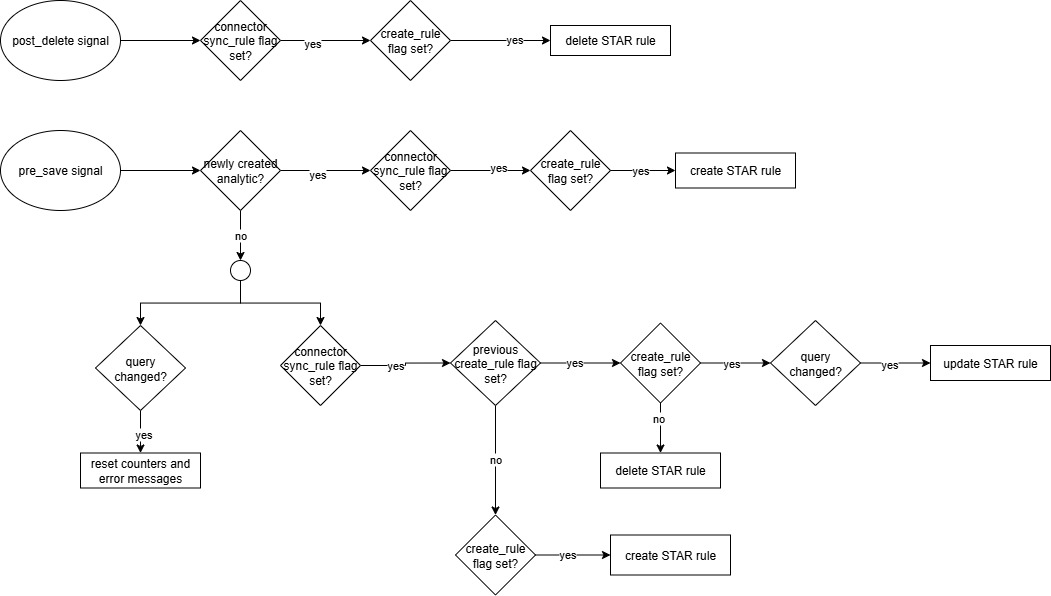 post_delete signal
connector
sync_rule flag
set?
yes
create_rule
flag set?
yes
delete STAR rule
pre_save signal
newly created
analytic?
yes
connector
sync_rule flag
set?
yes
create_rule
flag set?
yes
create STAR rule
no
query
changed?
connector
sync_rule flag
set?
yes
previous
create_rule flag
set?
yes
create_rule
flag set?
yes
query
changed?
yes
update STAR rule
yes
reset counters and
error messages
no
delete STAR rule
no
create_rule
flag set?
yes
create STAR rule